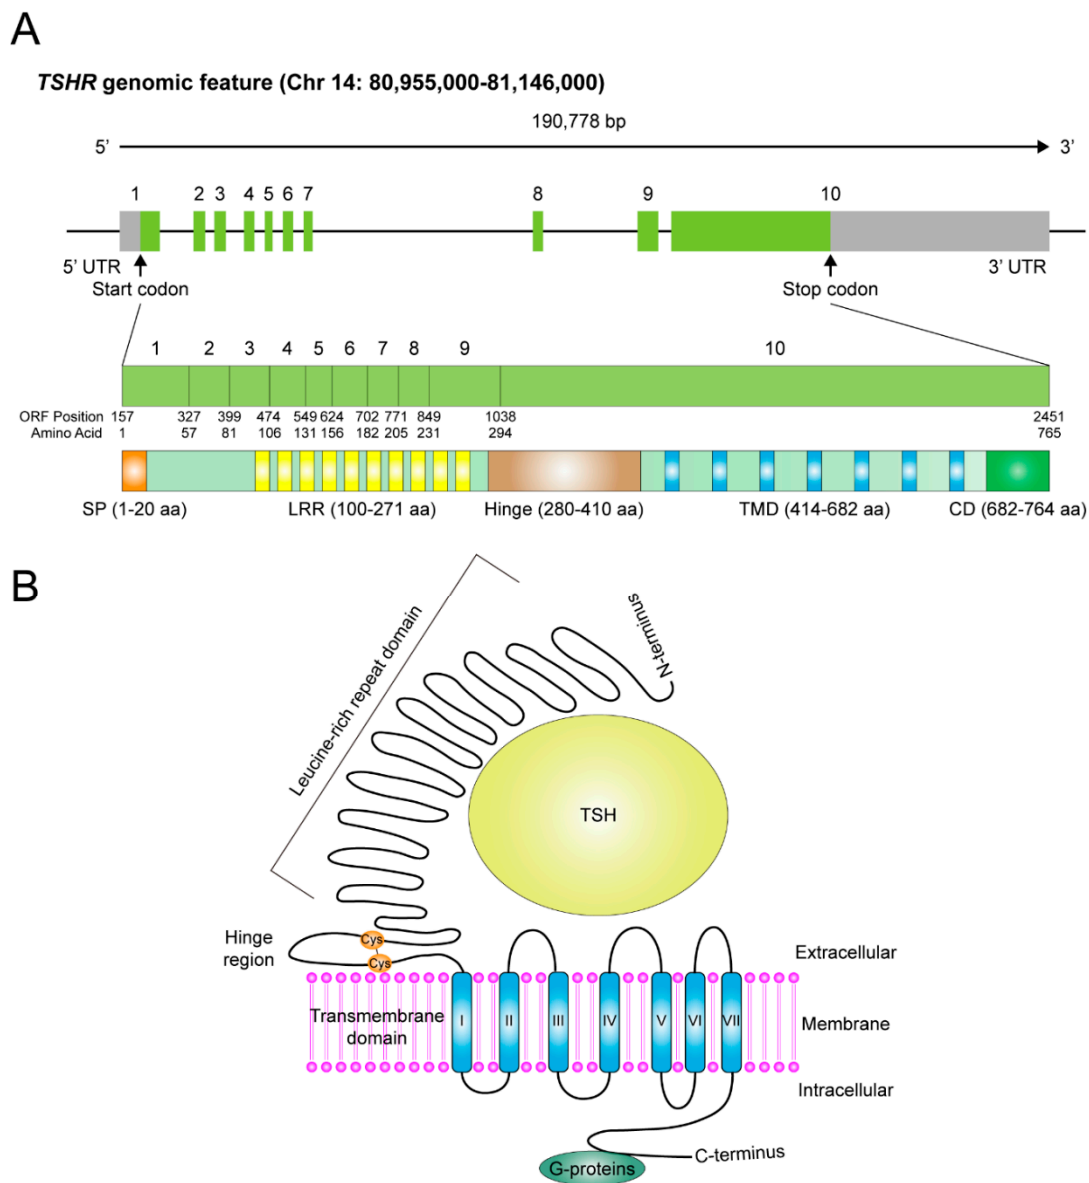 A
TSHR genomic feature (Chr 14: 80,955,000-81,146,000)
190,778 bp
5’ 3’
1 2 3 4 5 6 7 8 9 10
5’ UTR 3’ UTR
Start codon Stop codon
1 2 3 4 5 6 7 8 9 10
ORF Position 157 327 399 474 549 624 702 771 849 1038 2451
Amino Acid 1 57 81 106 131 156 182 205 231 294 765
SP (1-20 aa) LRR (100-271 aa) Hinge (280-410 aa) TMD (414-682 aa) CD (682-764 aa)
B
Leucine-rich repeat domain
N-terminus
TSH
Hinge
region
Cys
Cys
Extracellular
Transmembrane
domain
I II III IV V VI VII
Membrane
Intracellular
C-terminus
G-proteins